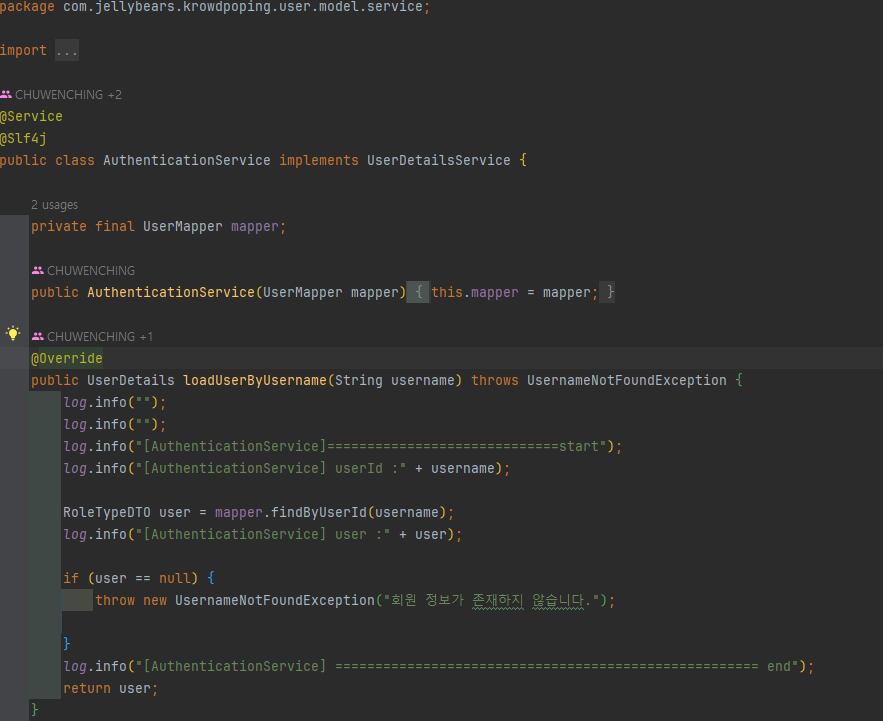 package com.jellybears.krowdpoping.user.model.service;
import ...
CHUWENCHING +2
@Service
@Slf4j
public class AuthenticationService implements UserDetailsService {
2 usages
private final UserMapper mapper;
CHUWENCHING
public AuthenticationService(UserMapper mapper) { this.mapper = mapper; }
CHUWENCHING +1
@Override
public UserDetails loadUserByUsername(String username) throws UsernameNotFoundException {
log.info("");
log.info("");
log.info("[AuthenticationService]=============================start");
log.info("[AuthenticationService] userId :" + username);
RoleTypeDTO user = mapper.findByUserId(username);
log.info("[AuthenticationService] user :" + user);
if (user == null) {
throw new UsernameNotFoundException("회원 정보가 존재하지 않습니다.");
}
log.info("[AuthenticationService] ===================================================== end");
return user;
}